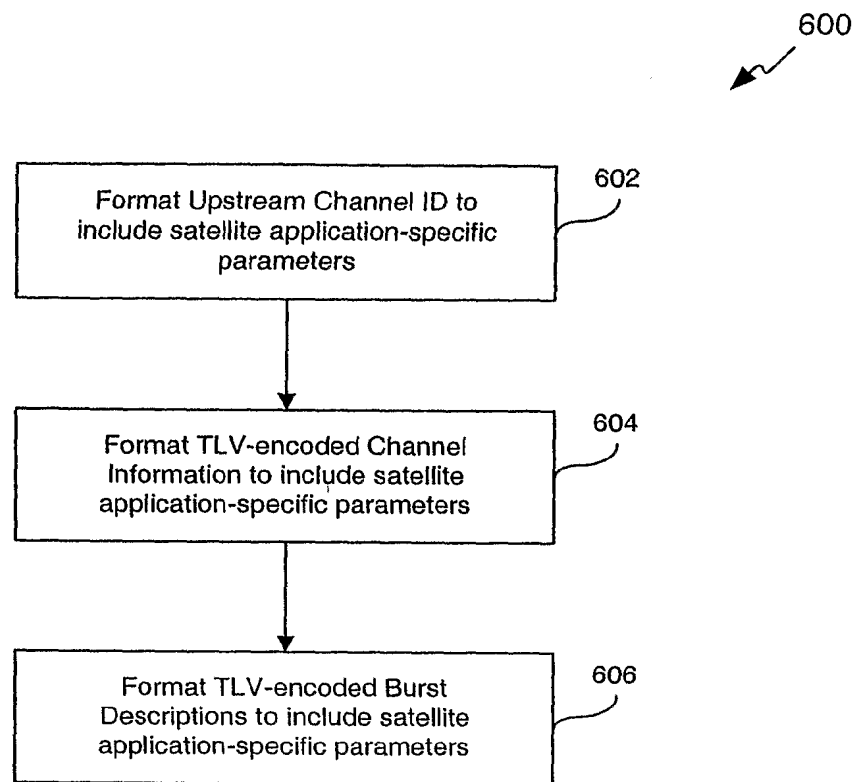 600
Format Upstream Channel ID to
include satellite application-specific
parameters
602
Format TLV-encoded Channel
Information to include satellite
application-specific parameters
604
Format TLV-encoded Burst
Descriptions to include satellite
application-specific parameters
606